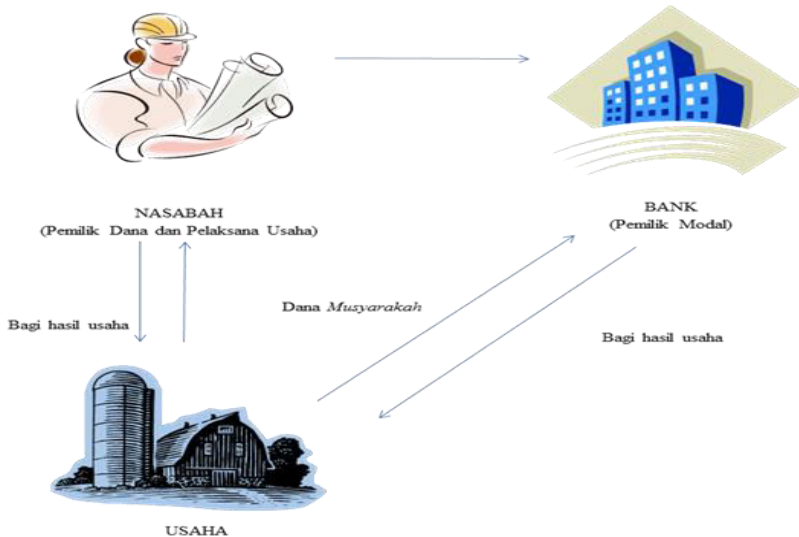 NASABAH
(Pemilik Dana dan Pelaksana Usaha)
BANK
(Pemilik Modal)
Bagi hasil usaha
Dana Musyarakah
Bagi hasil usaha
USAHA